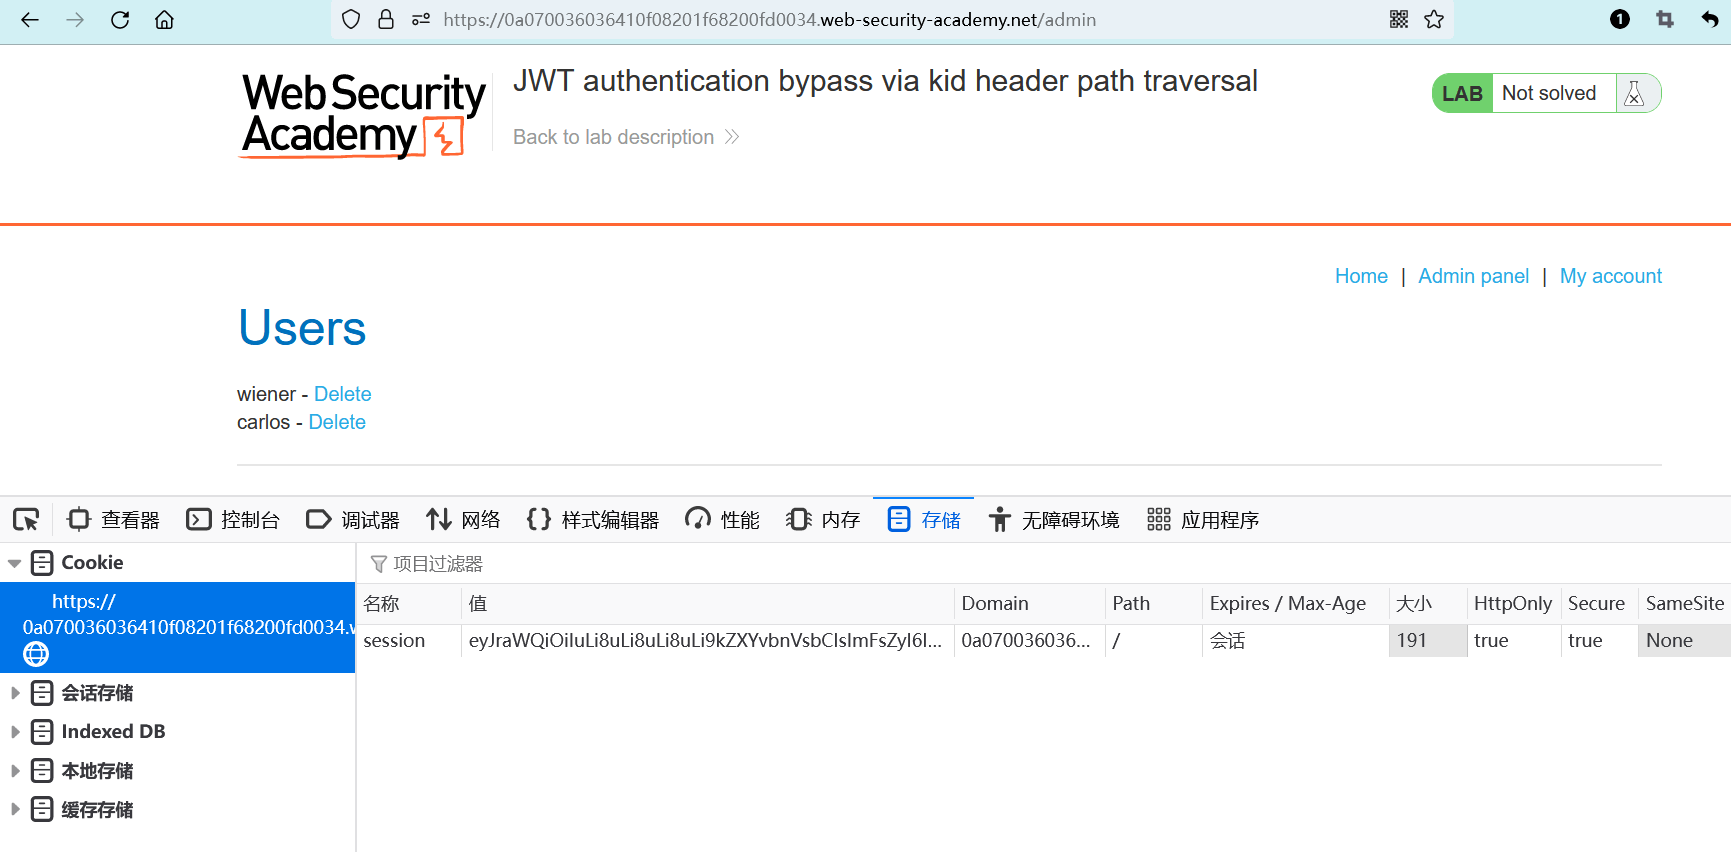 https://0a070036036410f08201f68200fd0034.web-security-academy.net/admin
1
Web Security
Academy
JWT authentication bypass via kid header path traversal
Back to lab description
LAB Not solved
Home | Admin panel | My account
Users
wiener - Delete
carlos - Delete
查看器 控制台 调试器 网络 {} 样式编辑器 性能 内存 存储 无障碍环境 应用程序
Cookie
项目过滤器
https://
0a070036036410f08201f68200fd0034.w
名称 值 Domain Path Expires / Max-Age 大小 HttpOnly Secure SameSite
session eyJraWQiOiIuLi8uLi8uLi8uLi9kZXYvbnVsbCIsImFsZyI6I... 0a070036036... / 会话 191 true true None
会话存储
Indexed DB
本地存储
缓存存储